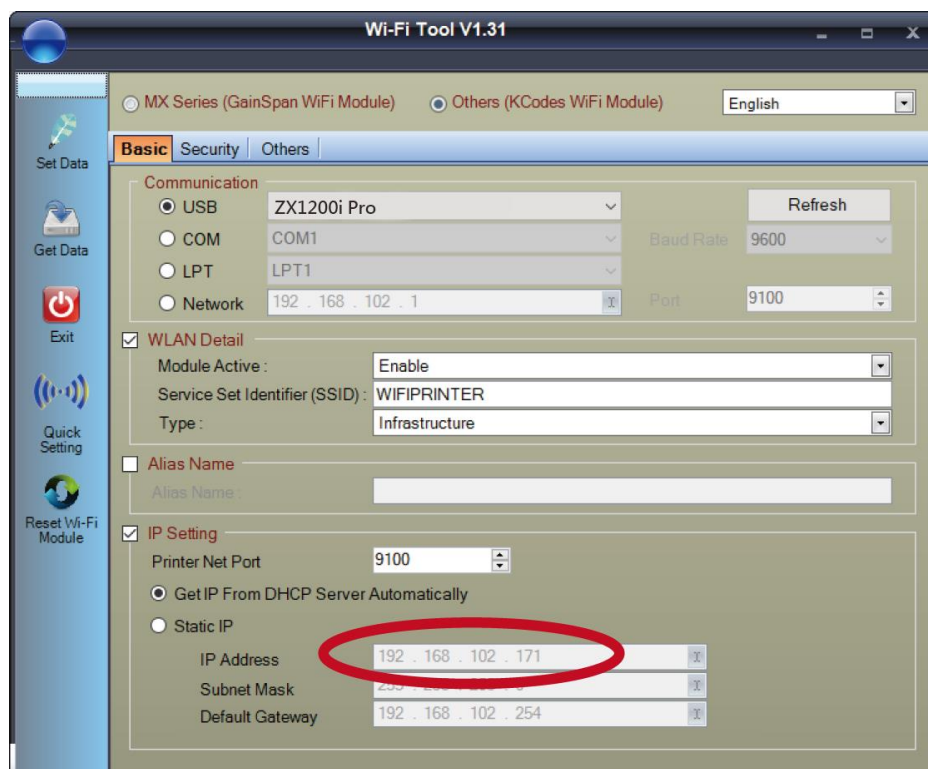 Wi-Fi Tool V1.31
MX Series (GainSpan WiFi Module) Others (KCodes WiFi Module) English
Basic Security Others
Set Data
Get Data
Exit
Quick
Setting
Reset Wi-Fi
Module
Communication
USB ZX1200i Pro Refresh
COM COM1 Baud Rate 9600
LPT LPT1
Network 192 . 168 . 102 . 1 Port 9100
WLAN Detail
Module Active : Enable
Service Set Identifier (SSID) : WIFIPRINTER
Type : Infrastructure
Alias Name
Alias Name :
IP Setting
Printer Net Port 9100
Get IP From DHCP Server Automatically
Static IP
IP Address 192 . 168 . 102 . 171
Subnet Mask
Default Gateway 192 . 168 . 102 . 254